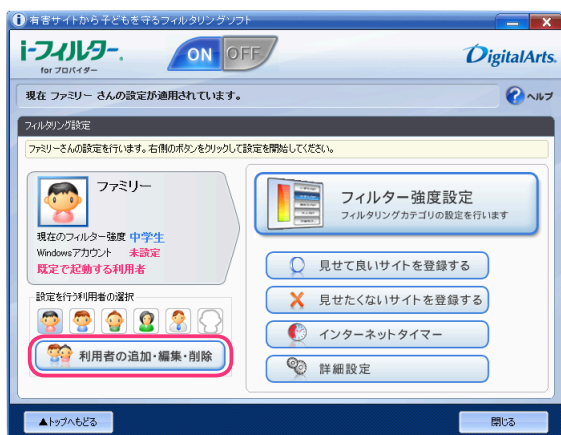 有害サイトから子どもを守るフィルタリングソフト
i-フィルター®
for プロバイダー
ON OFF
DigitalArts.
現在 ファミリー さんの設定が適用されています。
ヘルプ
フィルタリング設定
ファミリーさんの設定を行います。右側のボタンをクリックして設定を開始してください。
ファミリー
現在のフィルター強度 中学生
Windowsアカウント 未設定
既定で起動する利用者
設定を行う利用者の選択
利用者の追加・編集・削除
フィルター強度設定
フィルタリングカテゴリの設定を行います
見せて良いサイトを登録する
見せたくないサイトを登録する
インターネットタイマー
詳細設定
▲トップへもどる
閉じる